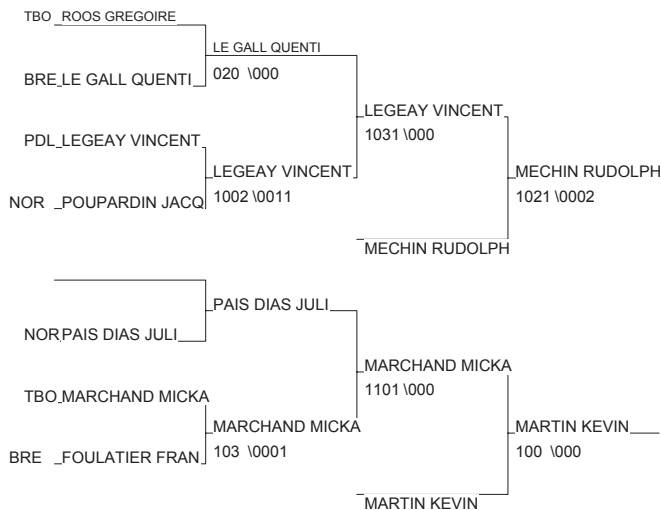 TBO ROOS GREGOIRE
LE GALL QUENTI
020 \000
BRE LE GALL QUENTI
LEGEAY VINCENT
1031 \000
PDL LEGEAY VINCENT
LEGEAY VINCENT
1002 \0011
MECHIN RUDOLPH
1021 \0002
NOR POUPARDIN JACQ
MECHIN RUDOLPH
PAIS DIAS JULI
NOR PAIS DIAS JULI
MARCHAND MICKA
1101 \000
TBO MARCHAND MICKA
MARCHAND MICKA
103 \0001
MARTIN KEVIN
100 \000
BRE FOULATIER FRAN
MARTIN KEVIN